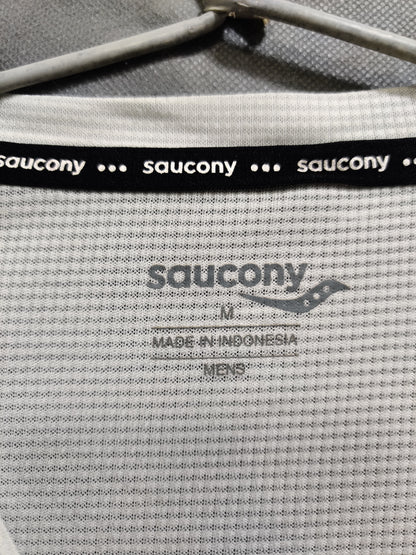 saucony ••• saucony ••• saucony •
saucony
M
MADE IN INDONESIA
MENS